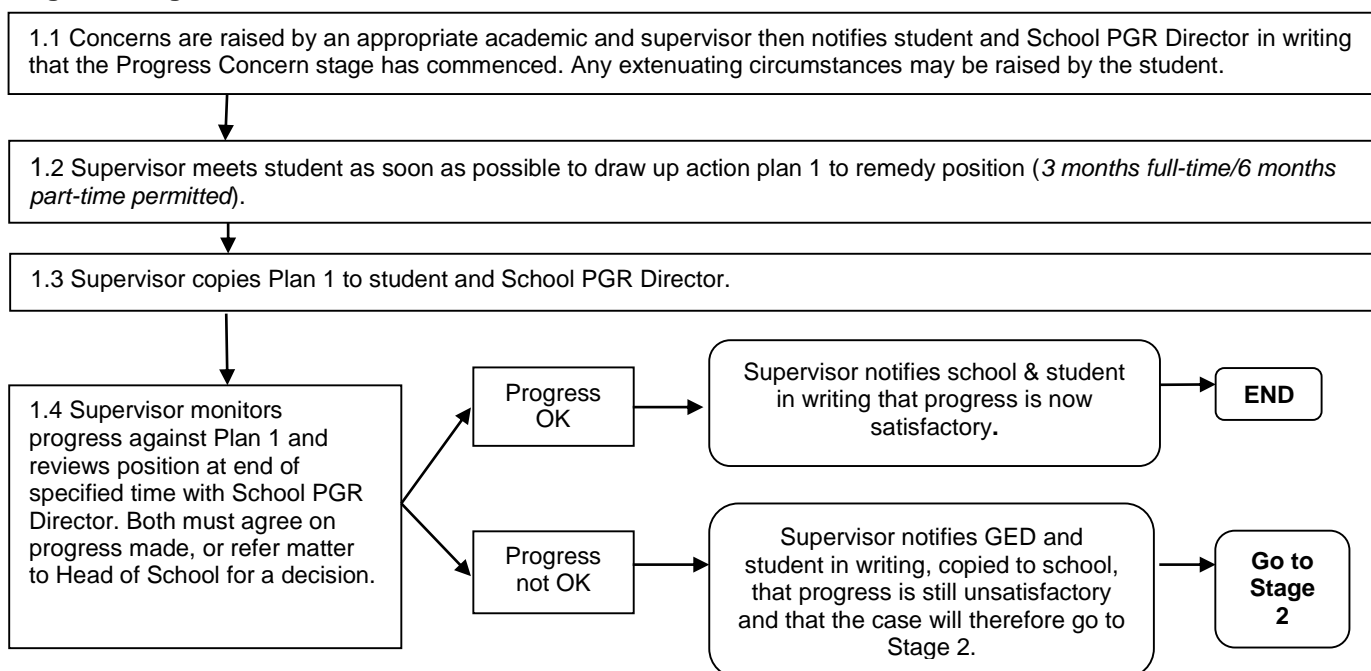 1.1 Concerns are raised by an appropriate academic and supervisor then notifies student and School PGR Director in writing
that the Progress Concern stage has commenced. Any extenuating circumstances may be raised by the student.
1.2 Supervisor meets student as soon as possible to draw up action plan 1 to remedy position (3 months full-time/6 months
part-time permitted).
1.3 Supervisor copies Plan 1 to student and School PGR Director.
1.4 Supervisor monitors
progress against Plan 1 and
reviews position at end of
specified time with School PGR
Director. Both must agree on
progress made, or refer matter
to Head of School for a decision.
Progress
OK
Supervisor notifies school & student
in writing that progress is now
satisfactory.
END
Progress
not OK
Supervisor notifies GED and
student in writing, copied to school,
that progress is still unsatisfactory
and that the case will therefore go to
Stage 2.
Go to
Stage
2